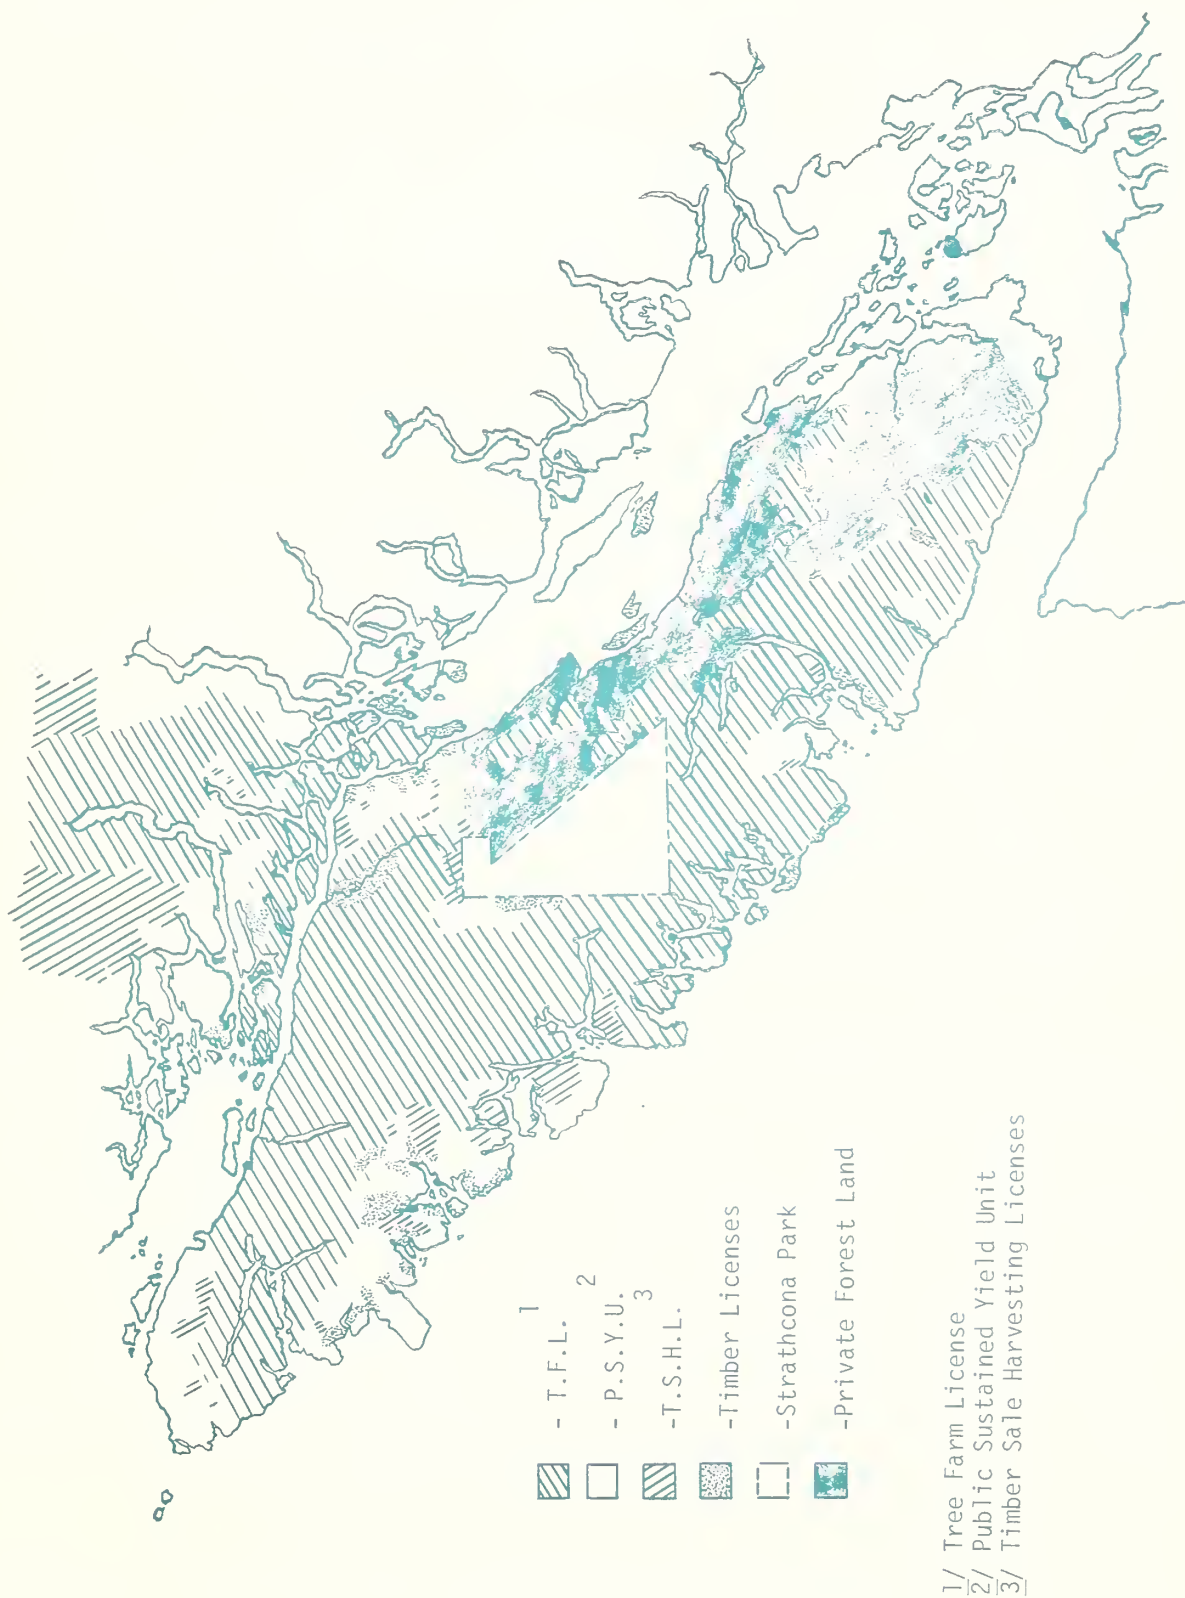 - T.F.L. 1
- P.S.Y.U. 2
-T.S.H.L. 3
-Timber Licenses
-Strathcona Park
-Private Forest Land
1/ Tree Farm License
2/ Public Sustained Yield Unit
3/ Timber Sale Harvesting Licenses